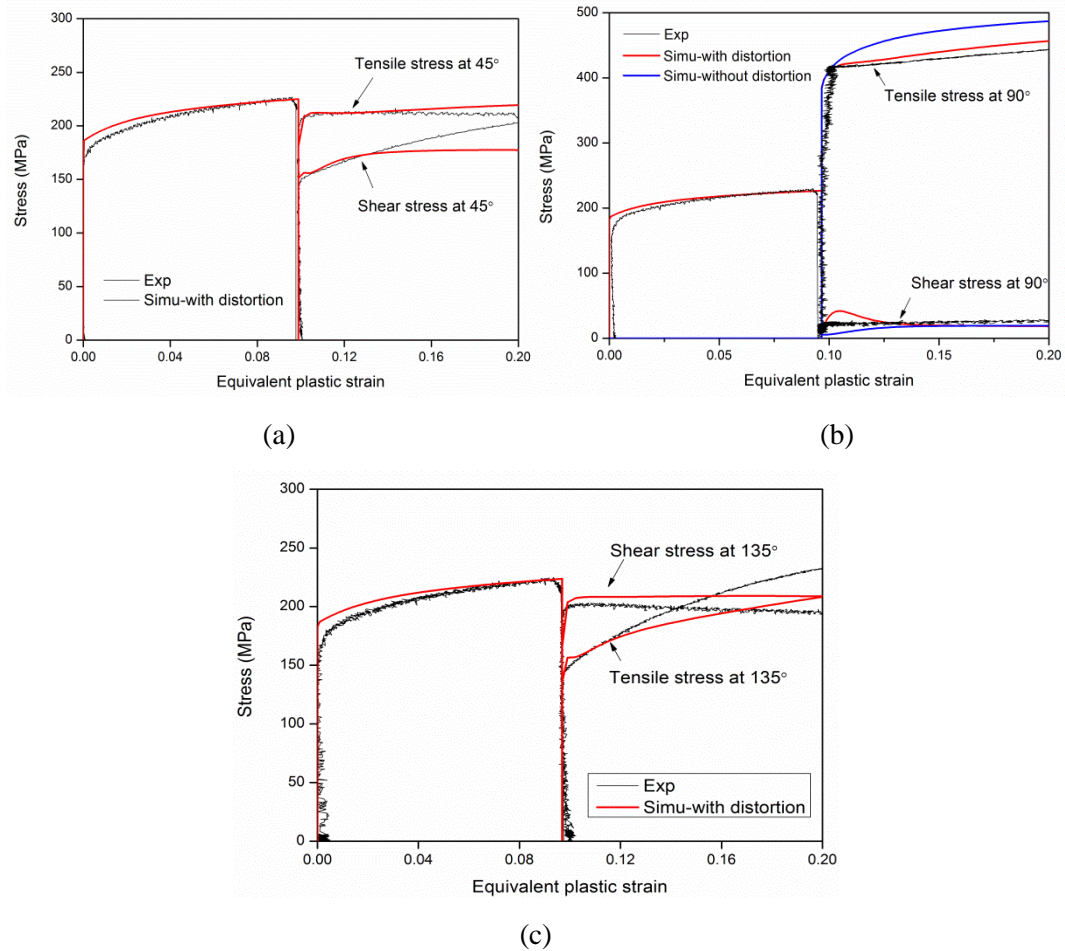 300
250
200
150
100
50
0
Stress (MPa)
Tensile stress at 45°
Shear stress at 45°
Exp
Simu-with distortion
0.00
0.04
0.08
0.12
0.16
0.20
Equivalent plastic strain
(a)
500
400
300
200
100
0
Stress (MPa)
Exp
Simu-with distortion
Simu-without distortion
Tensile stress at 90°
Shear stress at 90°
0.00
0.05
0.10
0.15
0.20
Equivalent plastic strain
(b)
300
250
200
150
100
50
0
Stress (MPa)
Shear stress at 135°
Tensile stress at 135°
Exp
Simu-with distortion
0.00
0.04
0.08
0.12
0.16
0.20
Equivalent plastic strain
(c)